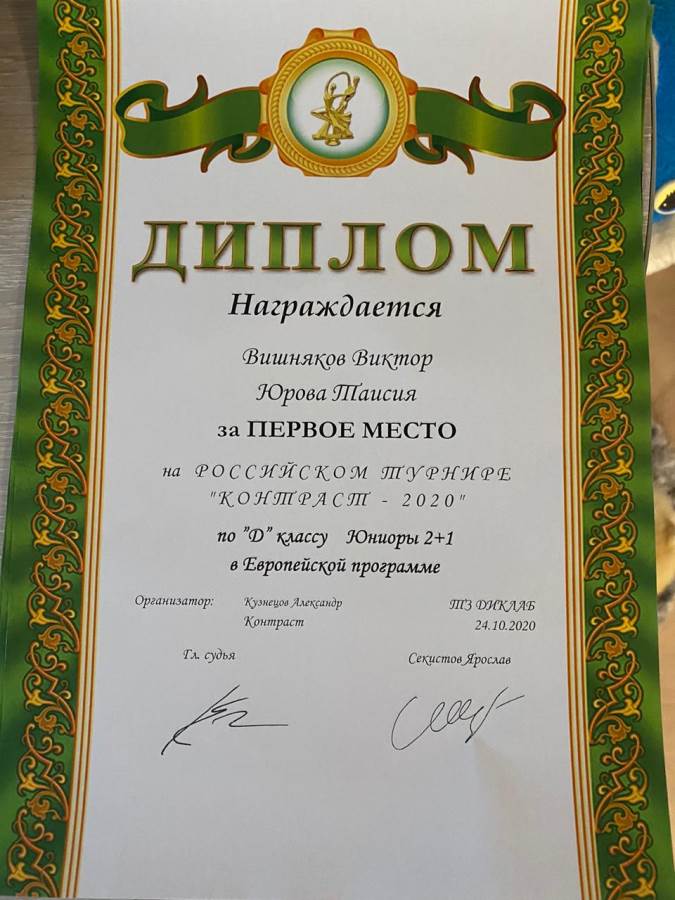 ДИПЛОМ
Награждается
Вишняков Виктор
Юрова Таисия
за ПЕРВОЕ МЕСТО
на РОССИЙСКОМ ТУРНИРЕ
"КОНТРАСТ - 2020"
по "D" классу Юниоры 2+1
в Европейской программе
Организатор: Кузнецов Александр ТЗ ДИКЛАБ
Контраст 24.10.2020
Гл. судья Секистов Ярослав